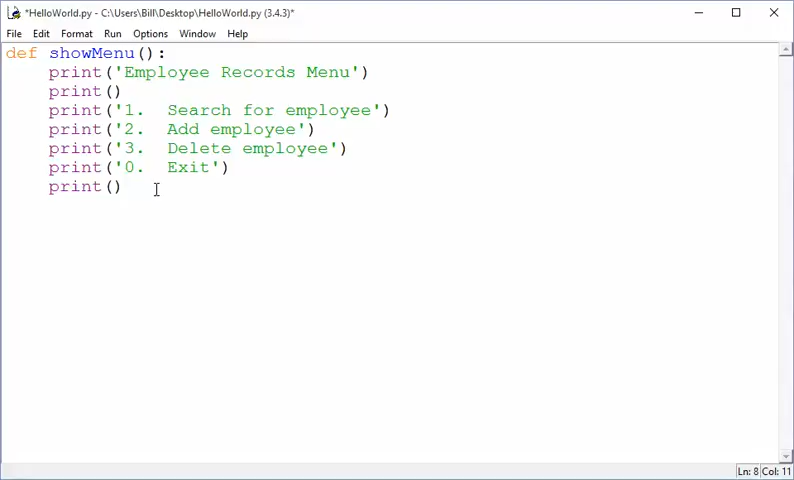 *HelloWorld.py - C:\Users\Bill\Desktop\HelloWorld.py (3.4.3)*
File Edit Format Run Options Window Help
def showMenu():
    print('Employee Records Menu')
    print()
    print('1.  Search for employee')
    print('2.  Add employee')
    print('3.  Delete employee')
    print('0.  Exit')
    print()
Ln: 8 Col: 11